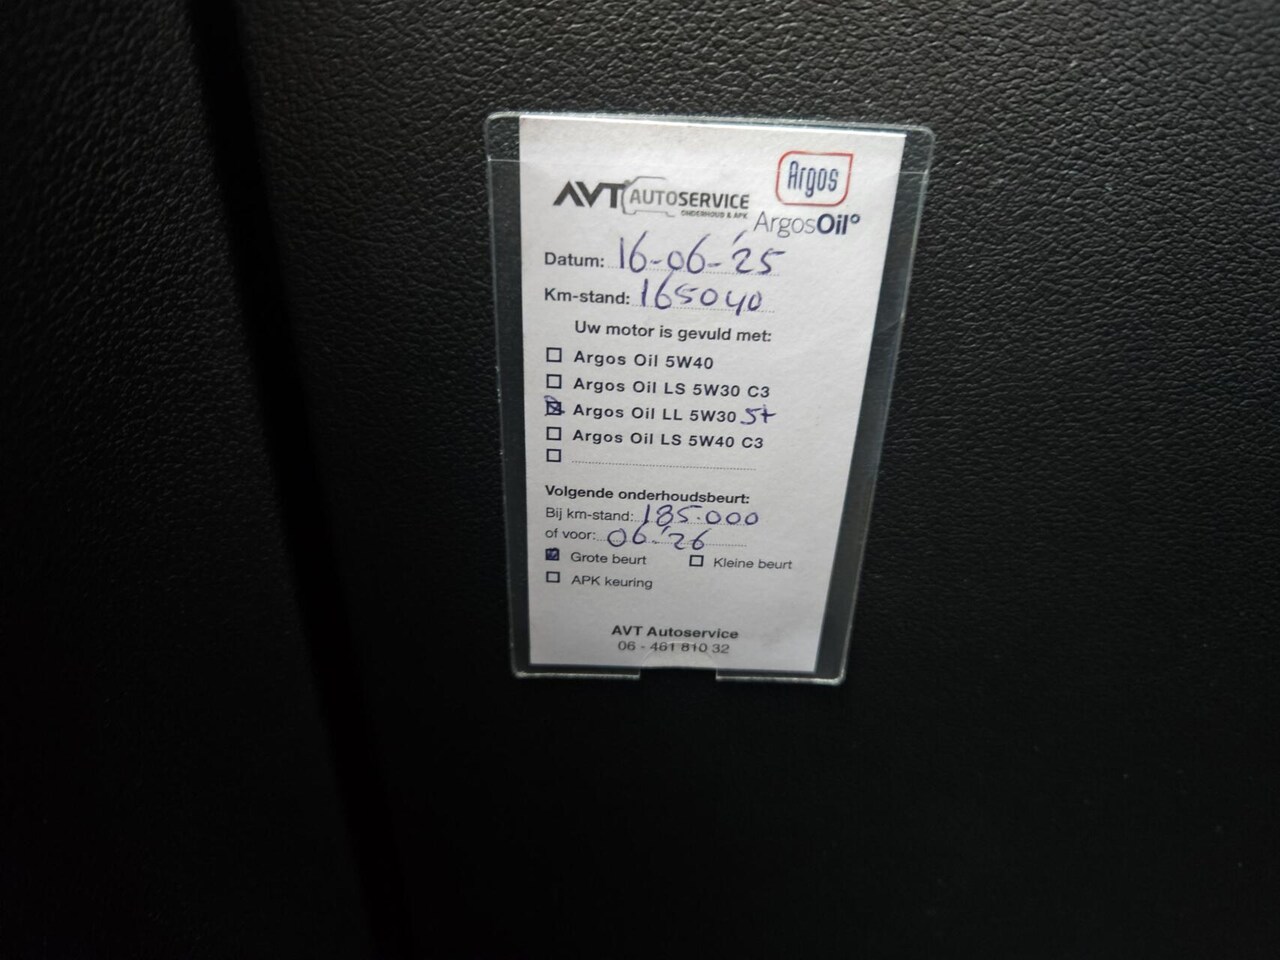 AVT AUTOSERVICE
ONDERHOUD & APK
Argos
ArgosOil°
Datum: 16-06-'25
Km-stand: 165040
Uw motor is gevuld met:
☐ Argos Oil 5W40
☐ Argos Oil LS 5W30 C3
☒ Argos Oil LL 5W30 5+
☐ Argos Oil LS 5W40 C3
☐
Volgende onderhoudsbeurt:
Bij km-stand: 185.000
of voor: 06.'26
☒ Grote beurt ☐ Kleine beurt
☐ APK keuring
AVT Autoservice
06 - 461 810 32